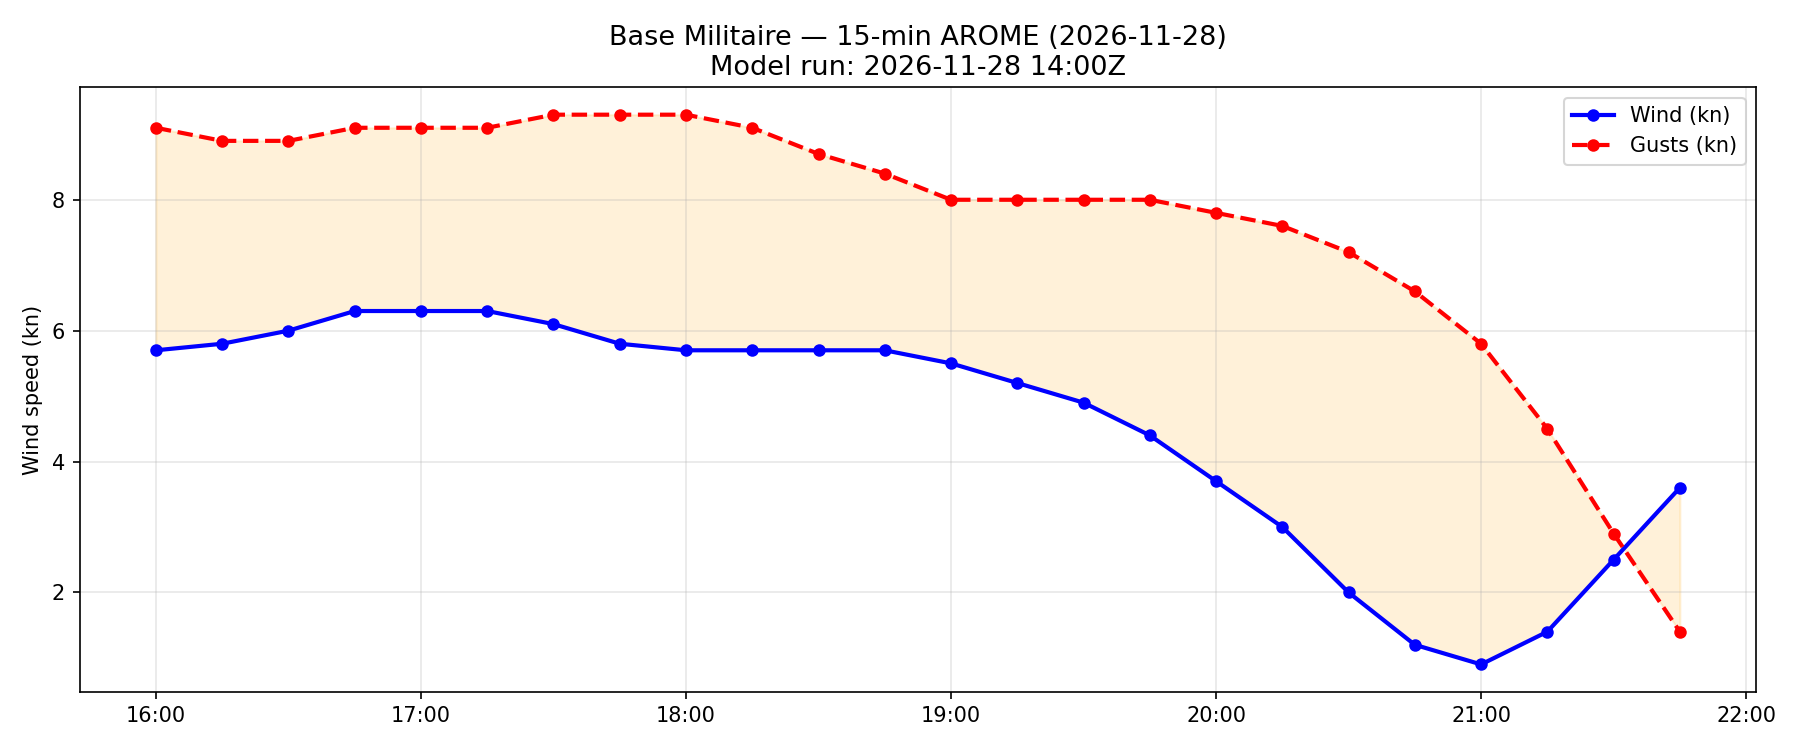 Base Militaire — 15-min AROME (2026-11-28)
Model run: 2026-11-28 14:00Z
Wind (kn)
Gusts (kn)
Wind speed (kn)
8
6
4
2
16:00 17:00 18:00 19:00 20:00 21:00 22:00